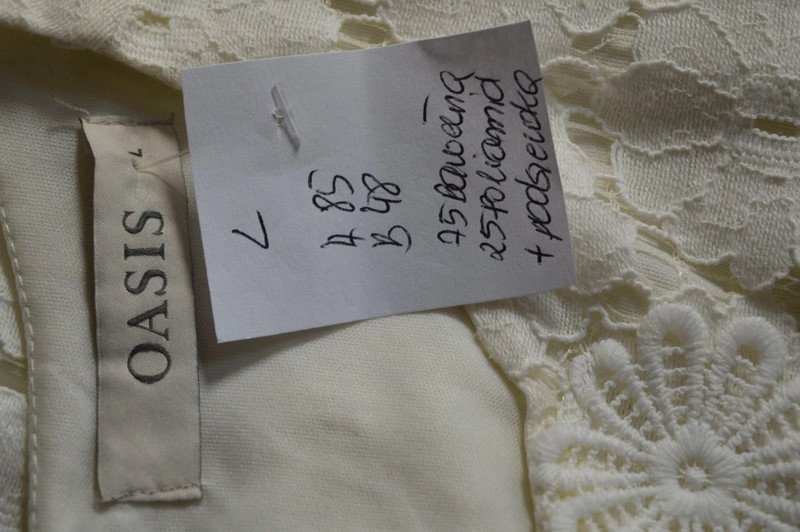 OASIS
L
A 85
B 48
75 bawełna
25 poliamid
+ podszewka